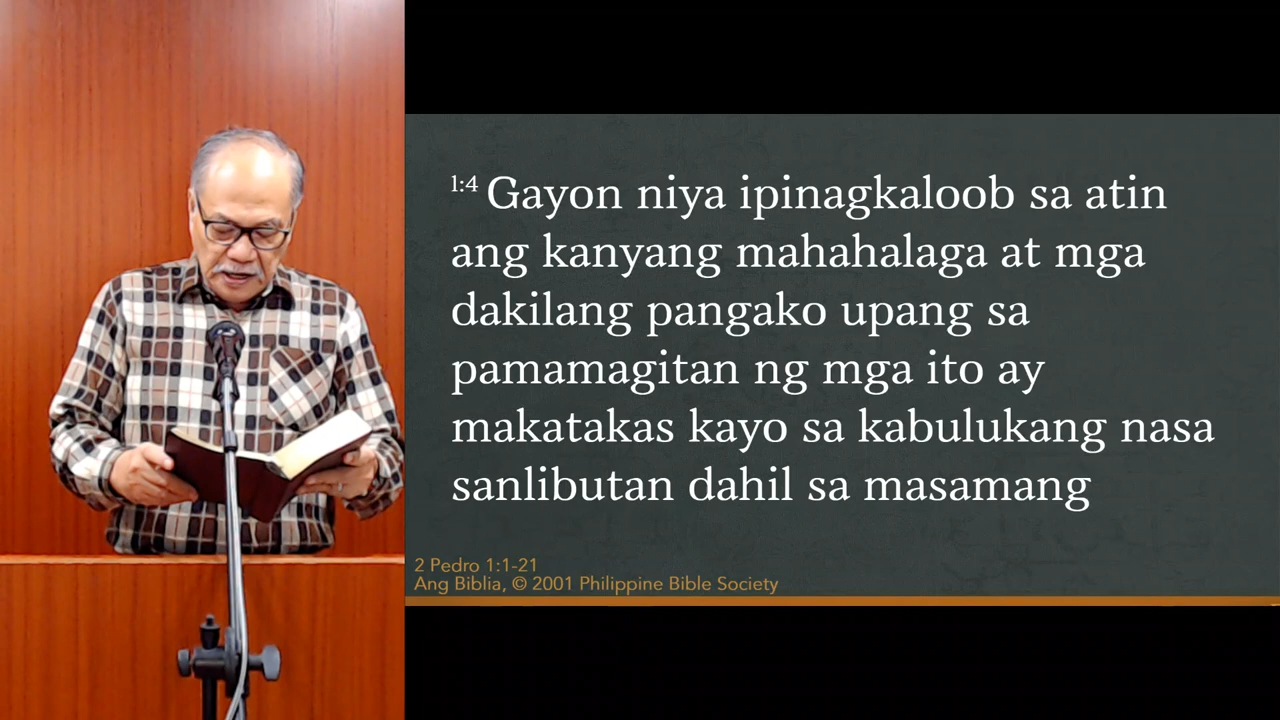 1:4 Gayon niya ipinagkaloob sa atin
ang kanyang mahahalaga at mga
dakilang pangako upang sa
pamamagitan ng mga ito ay
makatakas kayo sa kabulukang nasa
sanlibutan dahil sa masamang
2 Pedro 1:1-21
Ang Biblia, © 2001 Philippine Bible Society